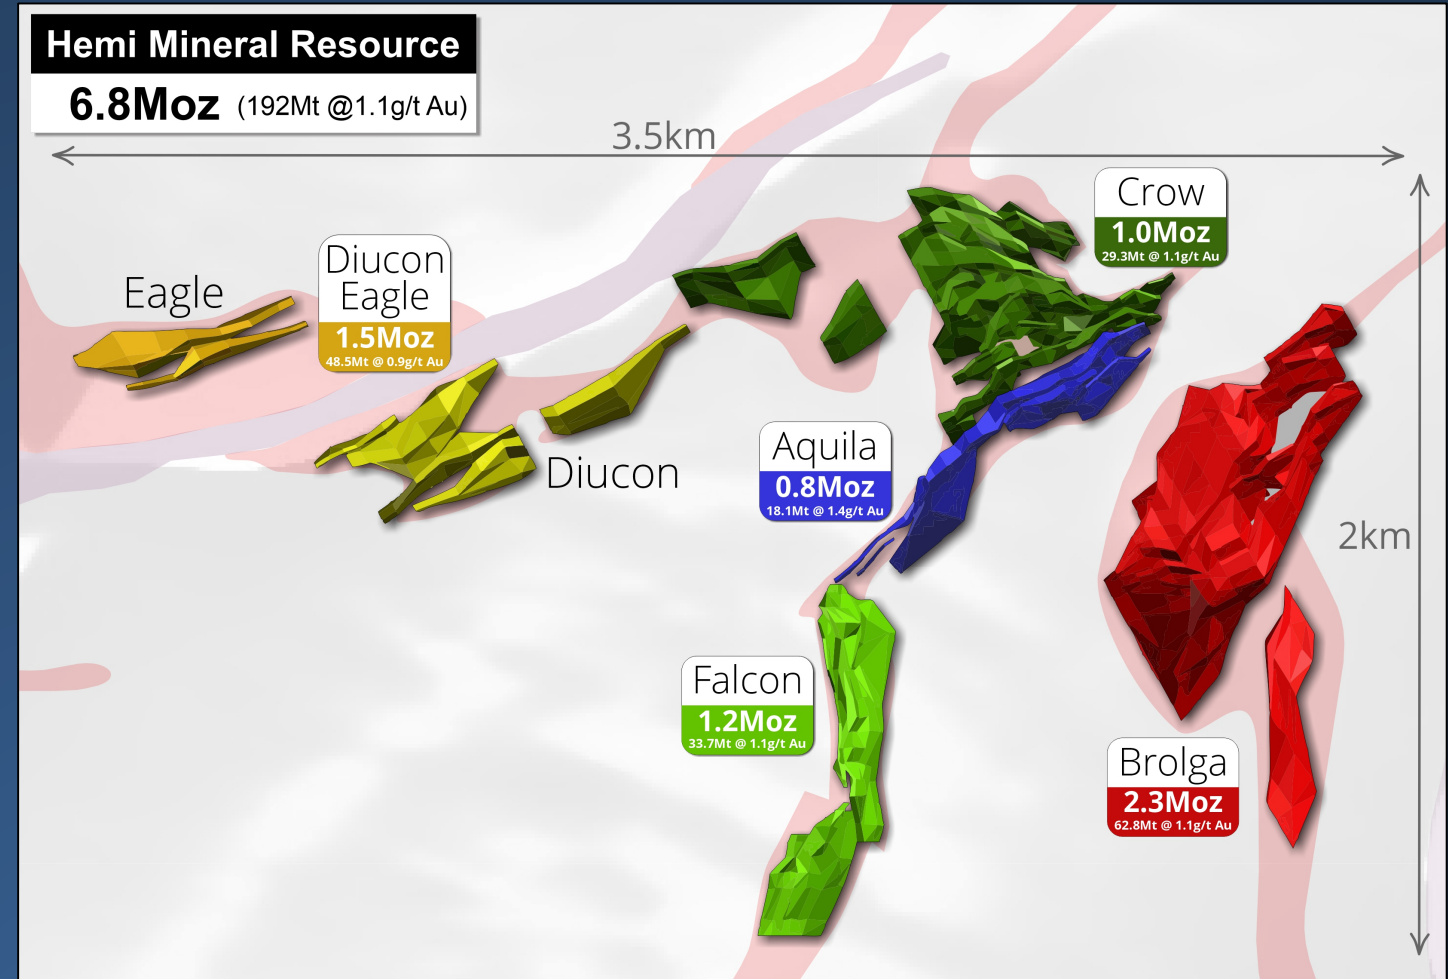 Hemi Mineral Resource
6.8Moz (192Mt @1.1g/t Au)
3.5km
Crow
1.0Moz
29.3Mt @ 1.1g/t Au
Eagle
Diucon
Eagle
1.5Moz
48.5Mt @ 0.9g/t Au
Diucon
Aquila
0.8Moz
18.1Mt @ 1.4g/t Au
2km
Falcon
1.2Moz
33.7Mt @ 1.1g/t Au
Brolga
2.3Moz
62.8Mt @ 1.1g/t Au